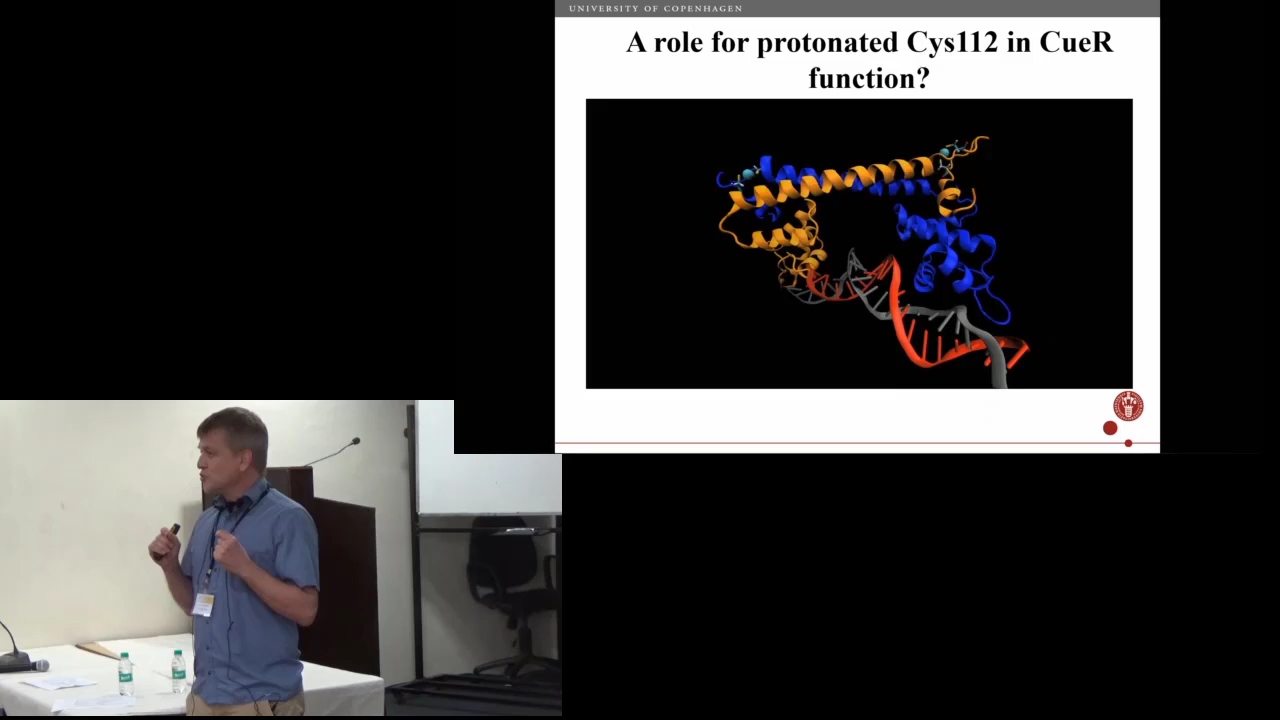 UNIVERSITY OF COPENHAGEN
A role for protonated Cys112 in CueR
function?